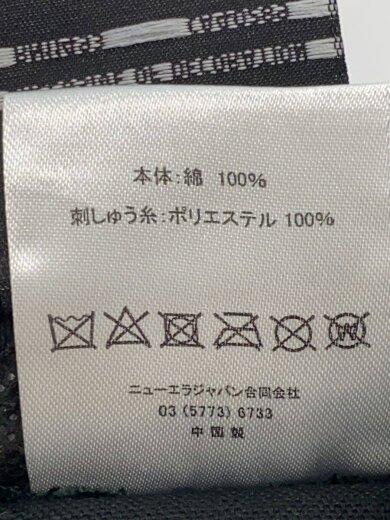 本体:綿 100%
刺しゅう糸:ポリエステル 100%
W
ニューエラジャパン合同会社
03 (5773) 6733
中国製